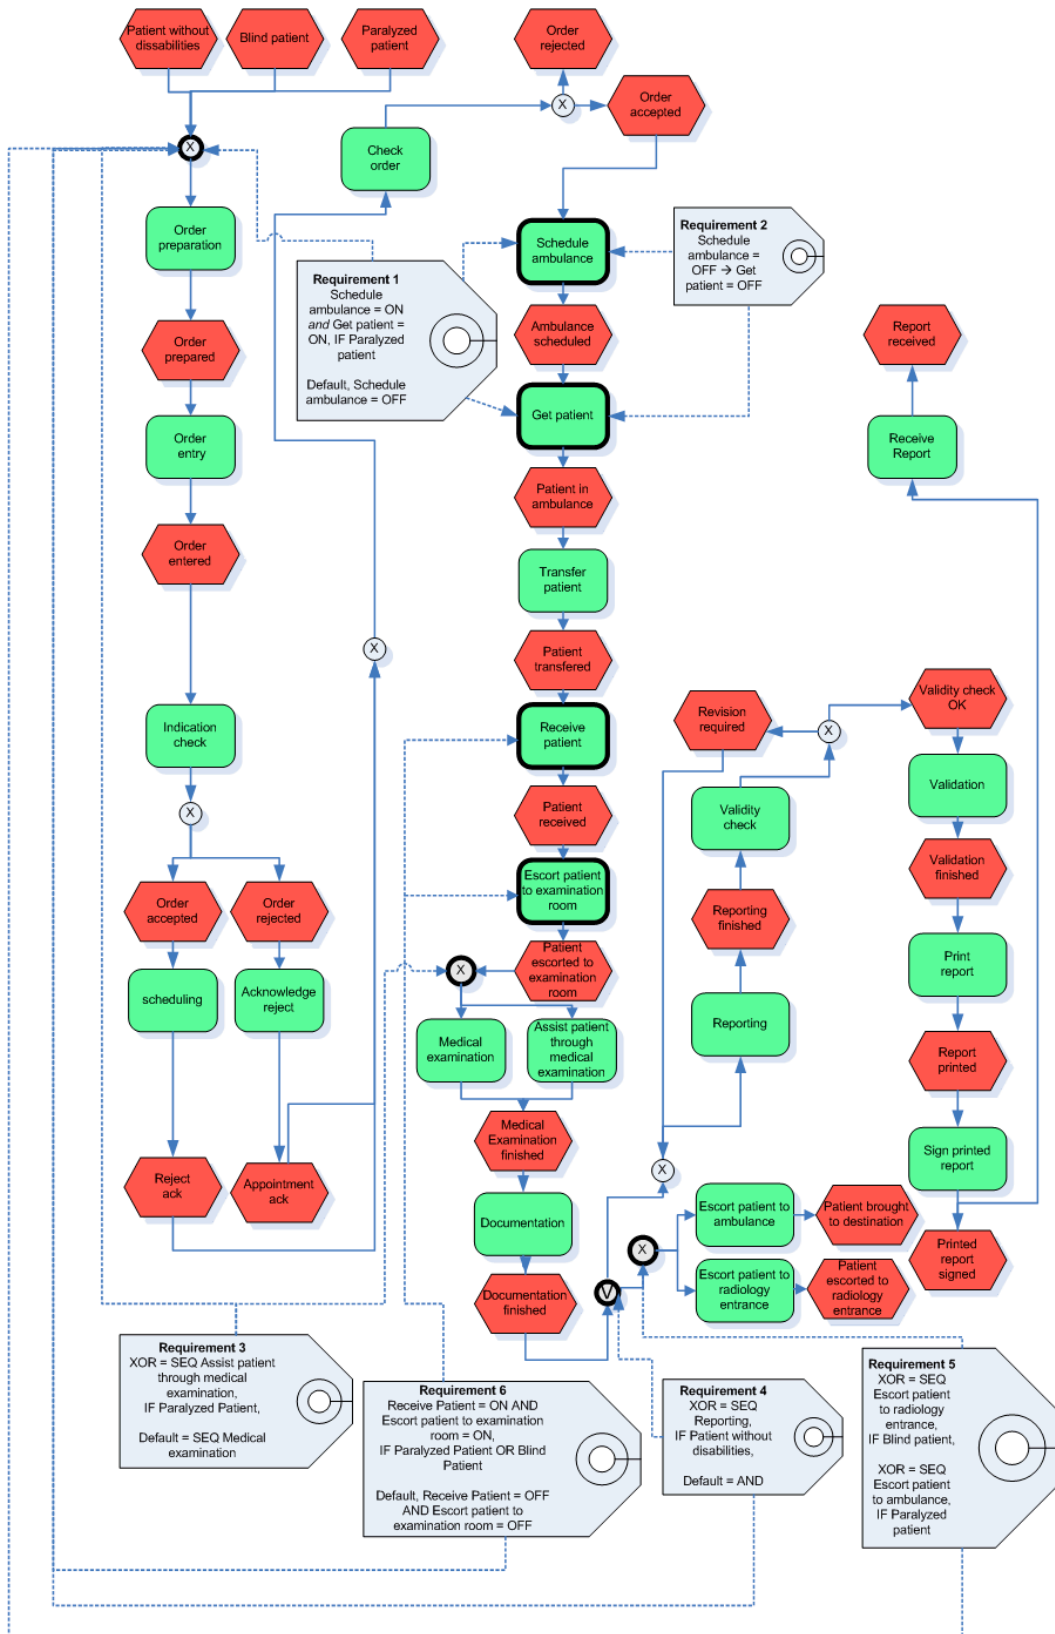 Patient without
dissabilities
Blind patient
Paralyzed
patient
Order
rejected
X
Order
accepted
Check
order
X
Order
preparation
Schedule
ambulance
Requirement 2
Schedule
ambulance =
OFF → Get
patient = OFF
Requirement 1
Schedule
ambulance = ON
and Get patient =
ON, IF Paralyzed
patient
Default, Schedule
ambulance = OFF
Order
prepared
Ambulance
scheduled
Report
received
Get patient
Order
entry
Receive
Report
Patient in
ambulance
Order
entered
Transfer
patient
X
Patient
transfered
Indication
check
Receive
patient
Revision
required
X
Validity check
OK
X
Patient
received
Validity
check
Validation
Escort patient
to examination
room
Validation
finished
Order
accepted
Order
rejected
Reporting
finished
X
Patient
escorted to
examination
room
Print
report
scheduling
Acknowledge
reject
Medical
examination
Assist patient
through
medical
examination
Reporting
Report
printed
Medical
Examination
finished
Sign printed
report
X
Reject
ack
Appointment
ack
Documentation
X
Escort patient to
ambulance
Patient brought
to destination
Printed
report
signed
Documentation
finished
V
Escort patient to
radiology
entrance
Patient
escorted to
radiology
entrance
Requirement 3
XOR = SEQ Assist patient
through medical
examination,
IF Paralyzed Patient,
Default = SEQ Medical
examination
Requirement 6
Receive Patient = ON AND
Escort patient to examination
room = ON,
IF Paralyzed Patient OR Blind
Patient
Default, Receive Patient = OFF
AND Escort patient to
examination room = OFF
Requirement 4
XOR = SEQ
Reporting,
IF Patient without
disabilities,
Default = AND
Requirement 5
XOR = SEQ
Escort patient
to radiology
entrance,
IF Blind patient,
XOR = SEQ
Escort patient
to ambulance,
IF Paralyzed
patient